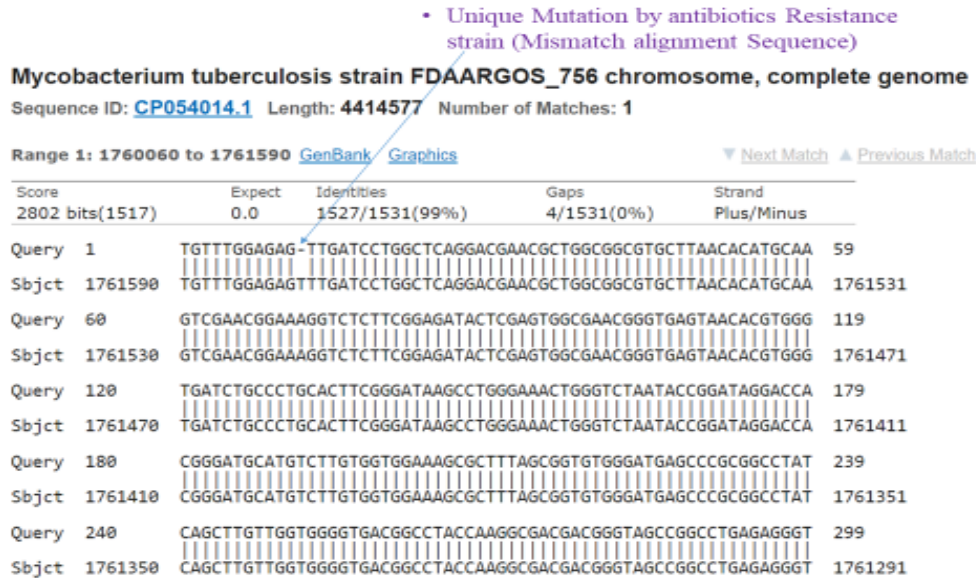 • Unique Mutation by antibiotics Resistance
strain (Mismatch alignment Sequence)
Mycobacterium tuberculosis strain FDAARGOS_756 chromosome, complete genome
Sequence ID: CP054014.1 Length: 4414577 Number of Matches: 1
Range 1: 1760060 to 1761590 GenBank Graphics ▼ Next Match ▲ Previous Match
Score Expect Identities Gaps Strand
2802 bits(1517) 0.0 1527/1531(99%) 4/1531(0%) Plus/Minus
Query 1 TGTTTGGAGAG-TTGATCCTGGCTCAGGACGAACGCTGGCGGCGTGCTTAACACATGCAA 59
Sbjct 1761590 TGTTTGGAGAGTTTGATCCTGGCTCAGGACGAACGCTGGCGGCGTGCTTAACACATGCAA 1761531
Query 60 GTCGAACGGAAAGGTCTCTTCGGAGATACTCGAGTGGCGAACGGGTGAGTAACACGTGGG 119
Sbjct 1761530 GTCGAACGGAAAGGTCTCTTCGGAGATACTCGAGTGGCGAACGGGTGAGTAACACGTGGG 1761471
Query 120 TGATCTGCCCTGCACTTCGGGATAAGCCTGGGAAACTGGGTCTAATACCGGATAGGACCA 179
Sbjct 1761470 TGATCTGCCCTGCACTTCGGGATAAGCCTGGGAAACTGGGTCTAATACCGGATAGGACCA 1761411
Query 180 CGGGATGCATGTCTTGTGGTGGAAAGCGCTTTAGCGGTGTGGGATGAGCCCGCGGCCTAT 239
Sbjct 1761410 CGGGATGCATGTCTTGTGGTGGAAAGCGCTTTAGCGGTGTGGGATGAGCCCGCGGCCTAT 1761351
Query 240 CAGCTTGTTGGTGGGGTGACGGCCTACCAAGGCGACGACGGGTAGCCGGCCTGAGAGGGT 299
Sbjct 1761350 CAGCTTGTTGGTGGGGTGACGGCCTACCAAGGCGACGACGGGTAGCCGGCCTGAGAGGGT 1761291